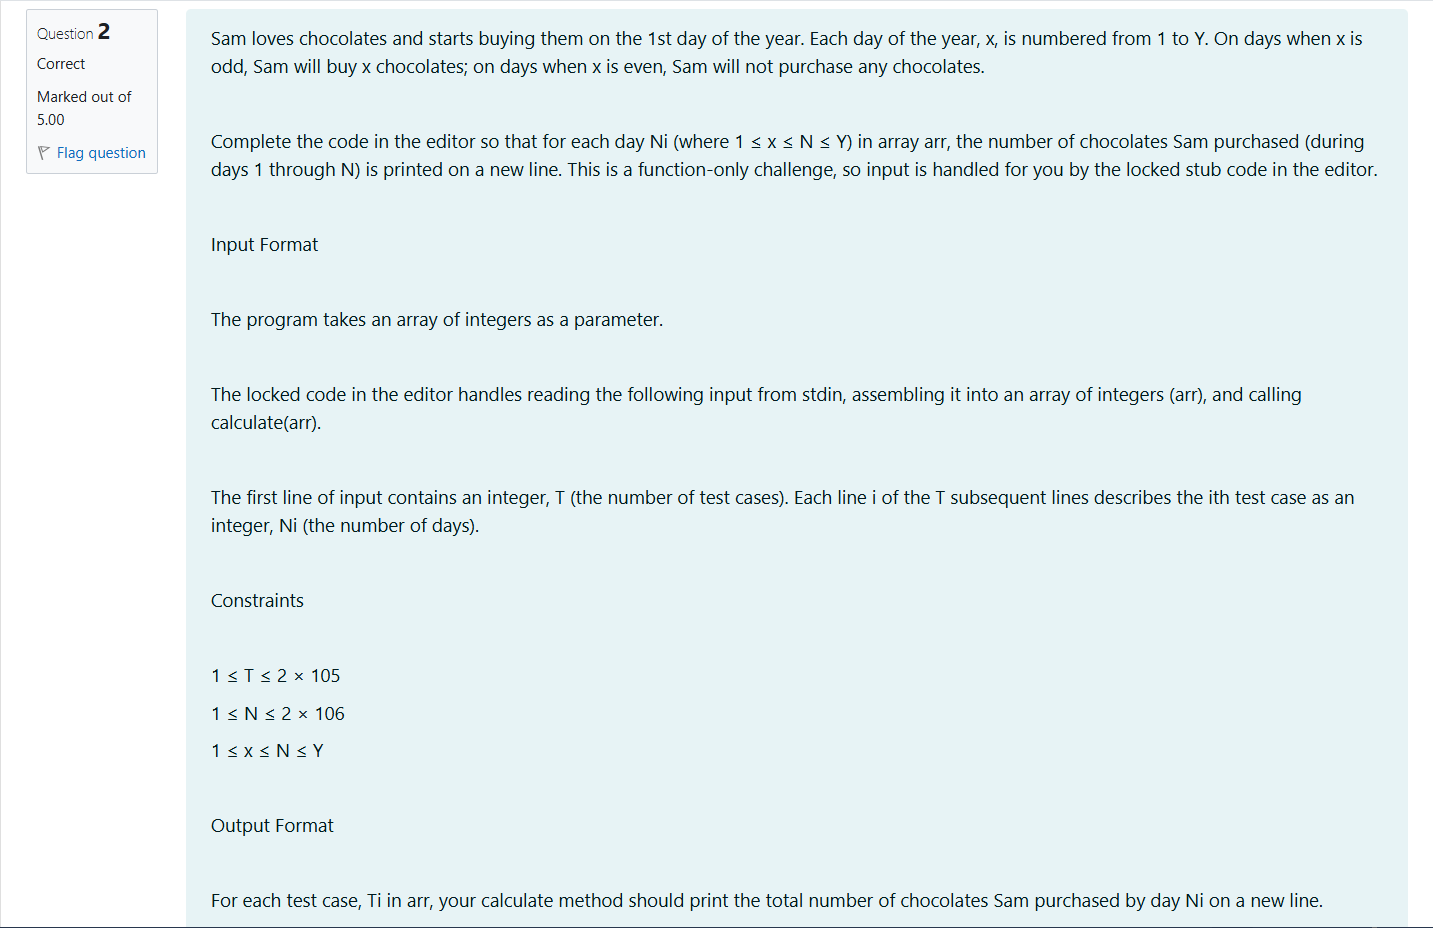 Question 2
Correct
Marked out of
5.00
Flag question
Sam loves chocolates and starts buying them on the 1st day of the year. Each day of the year, x, is numbered from 1 to Y. On days when x is
odd, Sam will buy x chocolates; on days when x is even, Sam will not purchase any chocolates.
Complete the code in the editor so that for each day Ni (where 1 ≤ x ≤ N ≤ Y) in array arr, the number of chocolates Sam purchased (during
days 1 through N) is printed on a new line. This is a function-only challenge, so input is handled for you by the locked stub code in the editor.
Input Format
The program takes an array of integers as a parameter.
The locked code in the editor handles reading the following input from stdin, assembling it into an array of integers (arr), and calling
calculate(arr).
The first line of input contains an integer, T (the number of test cases). Each line i of the T subsequent lines describes the ith test case as an
integer, Ni (the number of days).
Constraints
1 ≤ T ≤ 2 × 105
1 ≤ N ≤ 2 × 106
1 ≤ x ≤ N ≤ Y
Output Format
For each test case, Ti in arr, your calculate method should print the total number of chocolates Sam purchased by day Ni on a new line.